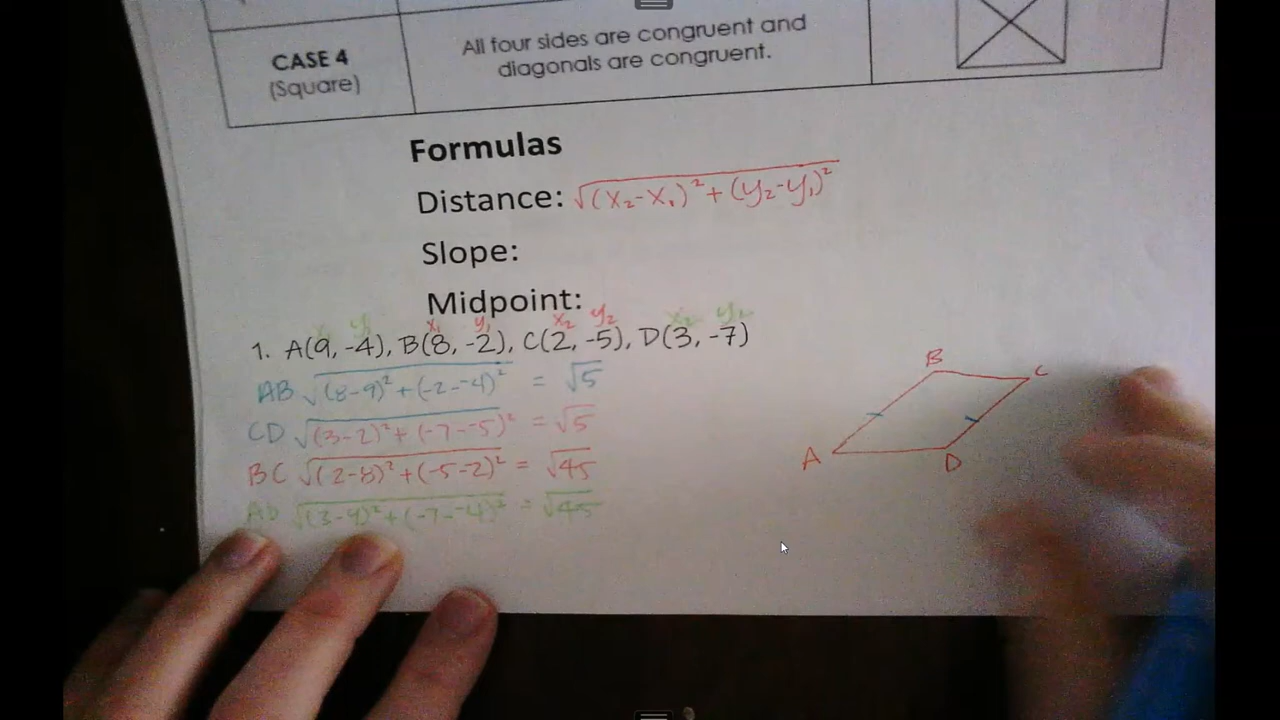 CASE 4
(Square)
All four sides are congruent and
diagonals are congruent.
Formulas
Distance: √(x₂-x₁)²+(y₂-y₁)²
Slope:
Midpoint:
x₁ y₁ x₂ y₂ x₂ y₂
1. A(9, -4), B(8, -2), C(2, -5), D(3, -7)
AB √(8-9)²+(-2--4)² = √5
CD √(3-2)²+(-7--5)² = √5
BC √(2-8)²+(-5-2)² = √45
AD √(3-9)²+(-7--4)² = √45
B
C
A
D